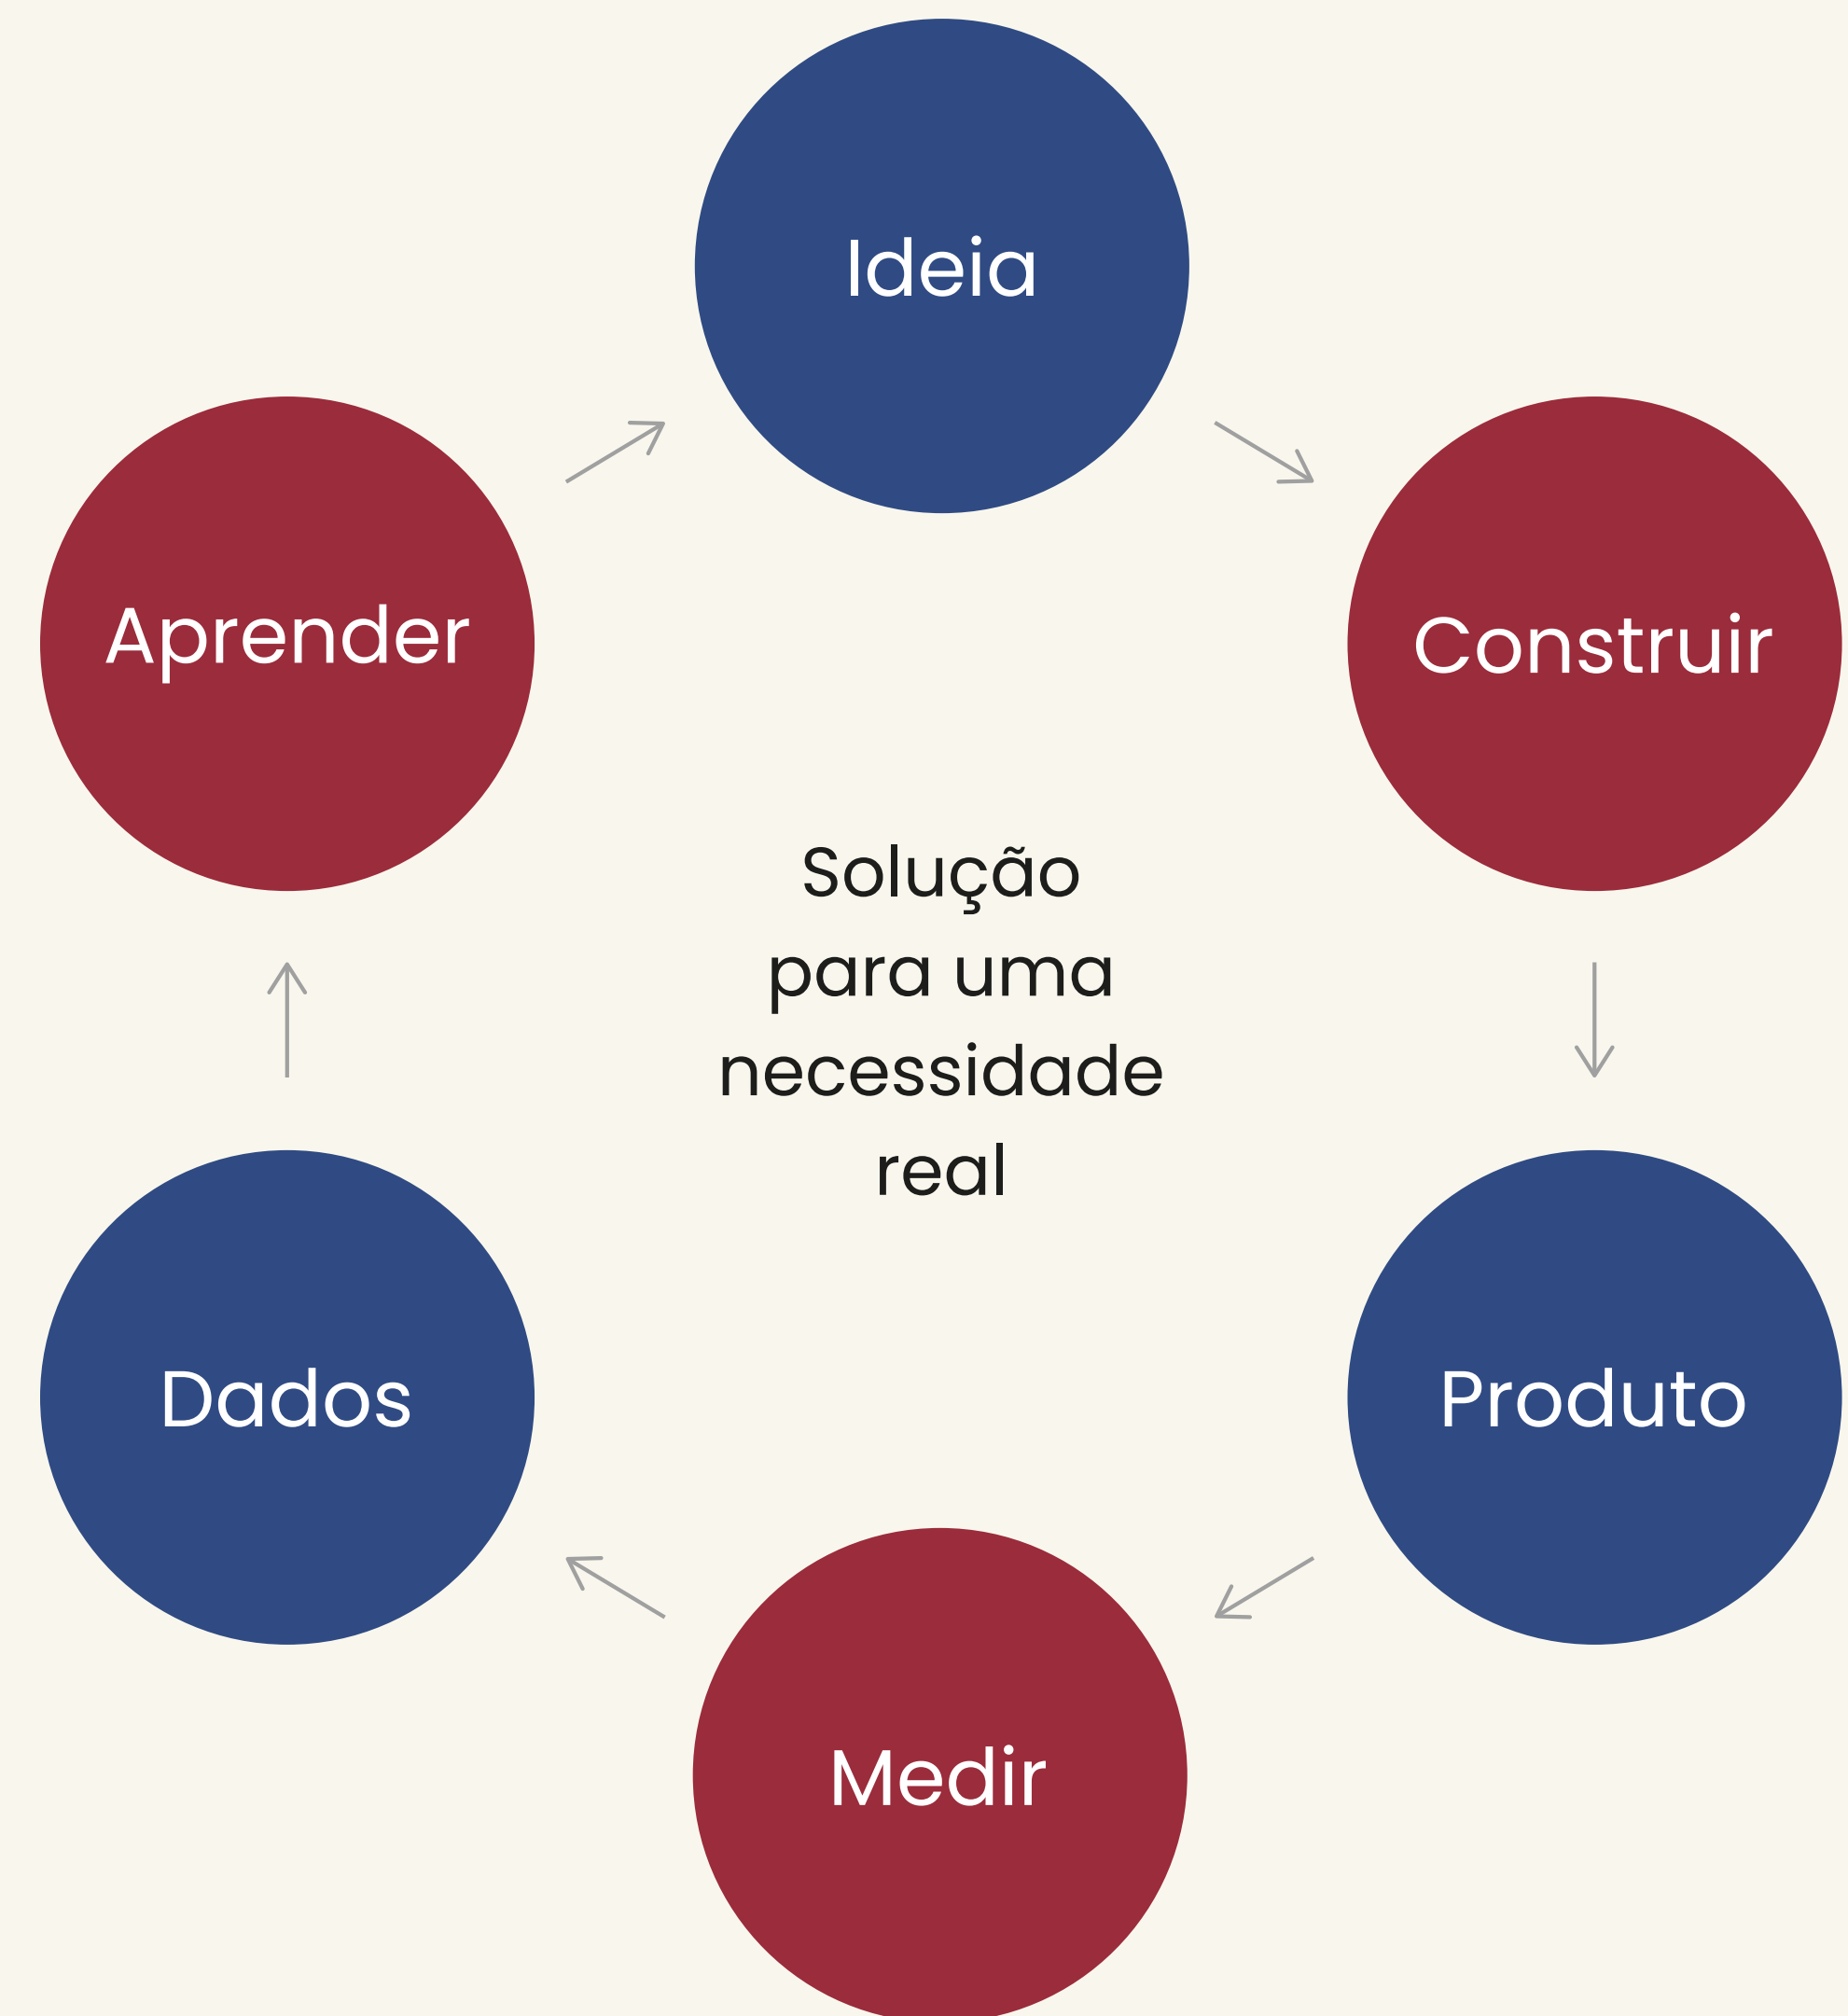 Ideia
Aprender
Construir
Solução
para uma
necessidade
real
Dados
Produto
Medir